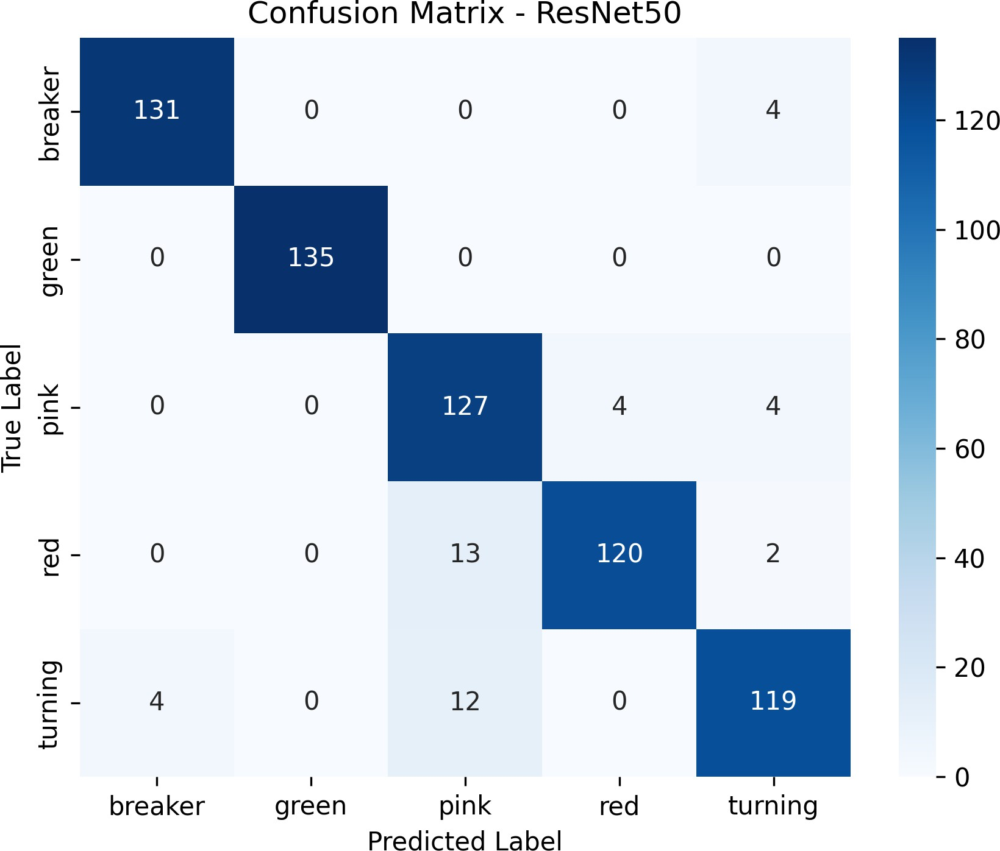 Confusion Matrix - ResNet50
True Label
breaker 131 0 0 0 4
green 0 135 0 0 0
pink 0 0 127 4 4
red 0 0 13 120 2
turning 4 0 12 0 119
breaker green pink red turning
Predicted Label
120
100
80
60
40
20
0